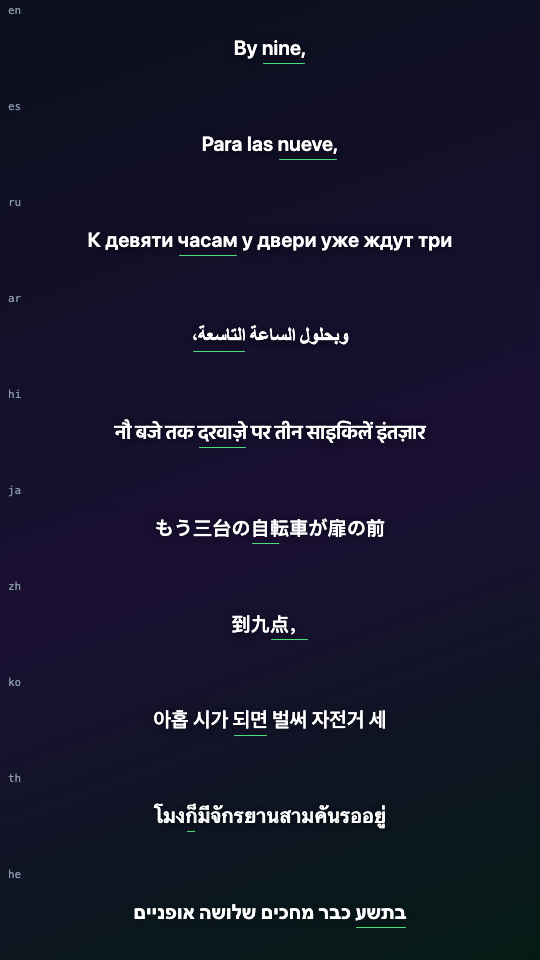 en
By nine,
es
Para las nueve,
ru
К девяти часам у двери уже ждут три
ar
وبحلول الساعة التاسعة،
hi
नौ बजे तक दरवाज़े पर तीन साइकिलें इंतज़ार
ja
もう三台の自転車が扉の前
zh
到九点，
ko
아홉 시가 되면 벌써 자전거 세
th
โมงก็มีจักรยานสามคันรออยู่
he
בתשע כבר מחכים שלושה אופניים